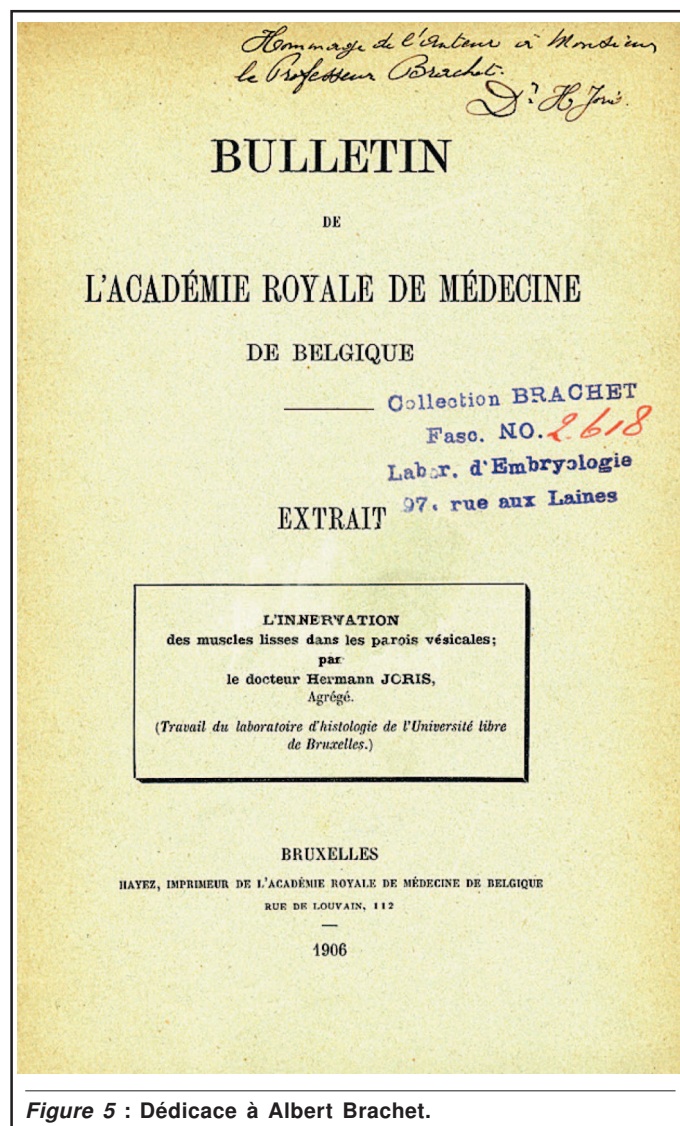 Hommage de l'Auteur à Monsieur
le Professeur Brachet.
Dr H Joris.
BULLETIN
DE
L'ACADÉMIE ROYALE DE MÉDECINE
DE BELGIQUE
Collection BRACHET
Fasc. NO. 2618
Labor. d'Embryologie
97, rue aux Laines
EXTRAIT
L'INNERVATION
des muscles lisses dans les parois vésicales;
par
le docteur Hermann JORIS,
Agrégé.
(Travail du laboratoire d'histologie de l'Université libre
de Bruxelles.)
BRUXELLES
HAYEZ, IMPRIMEUR DE L'ACADÉMIE ROYALE DE MÉDECINE DE BELGIQUE
RUE DE LOUVAIN, 112
1906
Figure 5 : Dédicace à Albert Brachet.